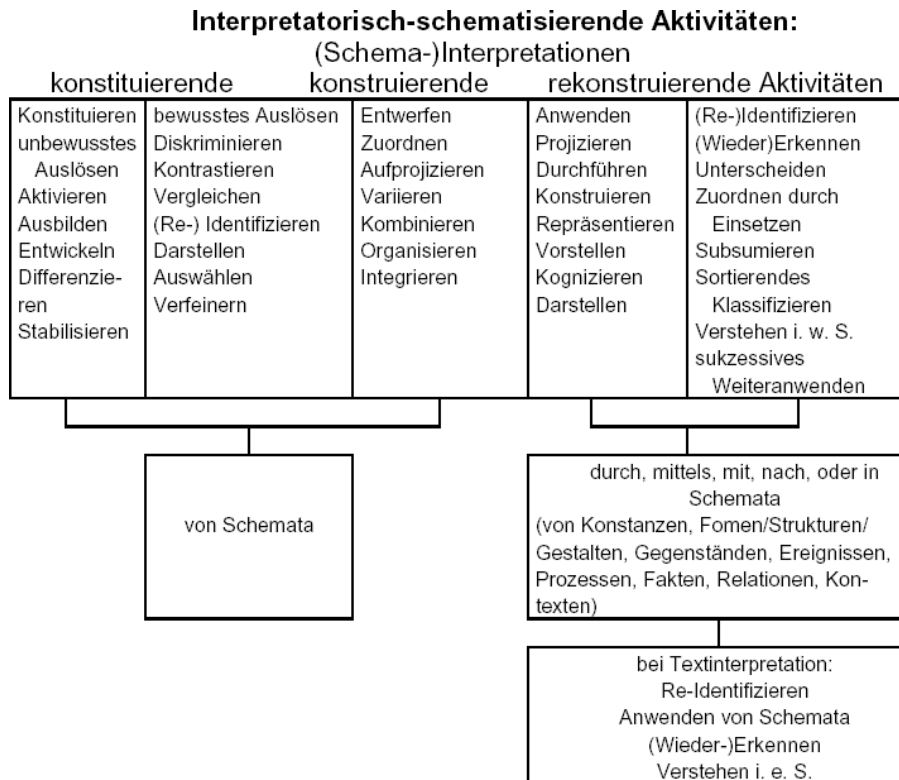 Interpretatorisch-schematisierende Aktivitäten:
(Schema-)Interpretationen
konstituierende konstruierende rekonstruierende Aktivitäten
Konstituieren
unbewusstes
Auslösen
Aktivieren
Ausbilden
Entwickeln
Differenzie-
ren
Stabilisieren
bewusstes Auslösen
Diskriminieren
Kontrastieren
Vergleichen
(Re-) Identifizieren
Darstellen
Auswählen
Verfeinern
Entwerfen
Zuordnen
Aufprojizieren
Variieren
Kombinieren
Organisieren
Integrieren
Anwenden
Projizieren
Durchführen
Konstruieren
Repräsentieren
Vorstellen
Kognizieren
Darstellen
(Re-)Identifizieren
(Wieder)Erkennen
Unterscheiden
Zuordnen durch
Einsetzen
Subsumieren
Sortierendes
Klassifizieren
Verstehen i. w. S.
sukzessives
Weiteranwenden
von Schemata
durch, mittels, mit, nach, oder in
Schemata
(von Konstanzen, Fomen/Strukturen/
Gestalten, Gegenständen, Ereignissen,
Prozessen, Fakten, Relationen, Kon-
texten)
bei Textinterpretation:
Re-Identifizieren
Anwenden von Schemata
(Wieder-)Erkennen
Verstehen i. e. S.